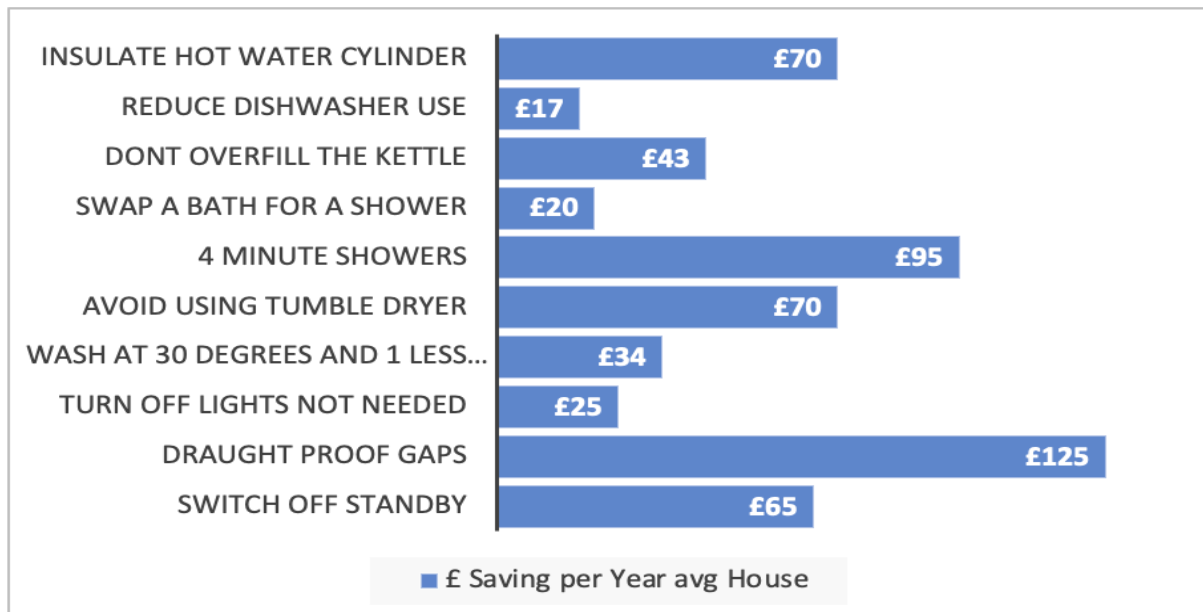 INSULATE HOT WATER CYLINDER £70
REDUCE DISHWASHER USE £17
DONT OVERFILL THE KETTLE £43
SWAP A BATH FOR A SHOWER £20
4 MINUTE SHOWERS £95
AVOID USING TUMBLE DRYER £70
WASH AT 30 DEGREES AND 1 LESS... £34
TURN OFF LIGHTS NOT NEEDED £25
DRAUGHT PROOF GAPS £125
SWITCH OFF STANDBY £65
£ Saving per Year avg House